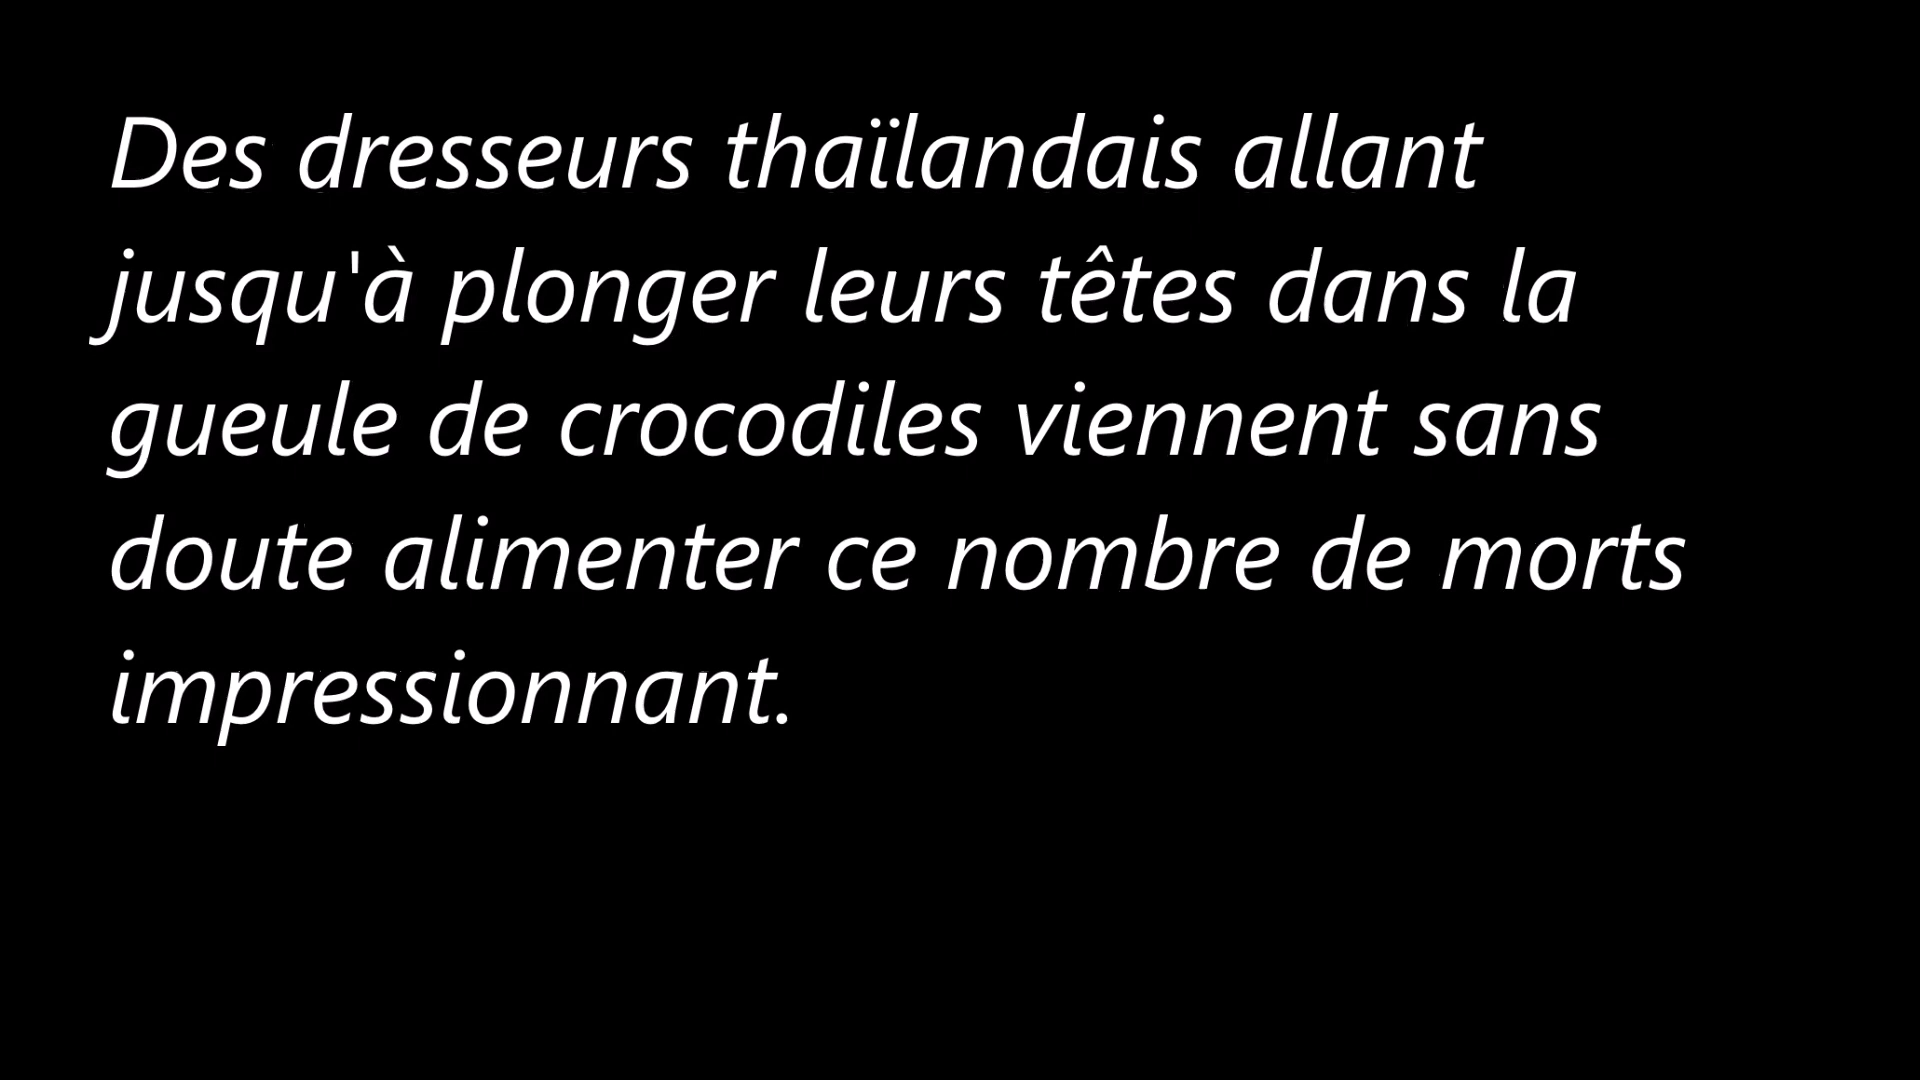 Des dresseurs thaïlandais allant
jusqu'à plonger leurs têtes dans la
gueule de crocodiles viennent sans
doute alimenter ce nombre de morts
impressionnant.